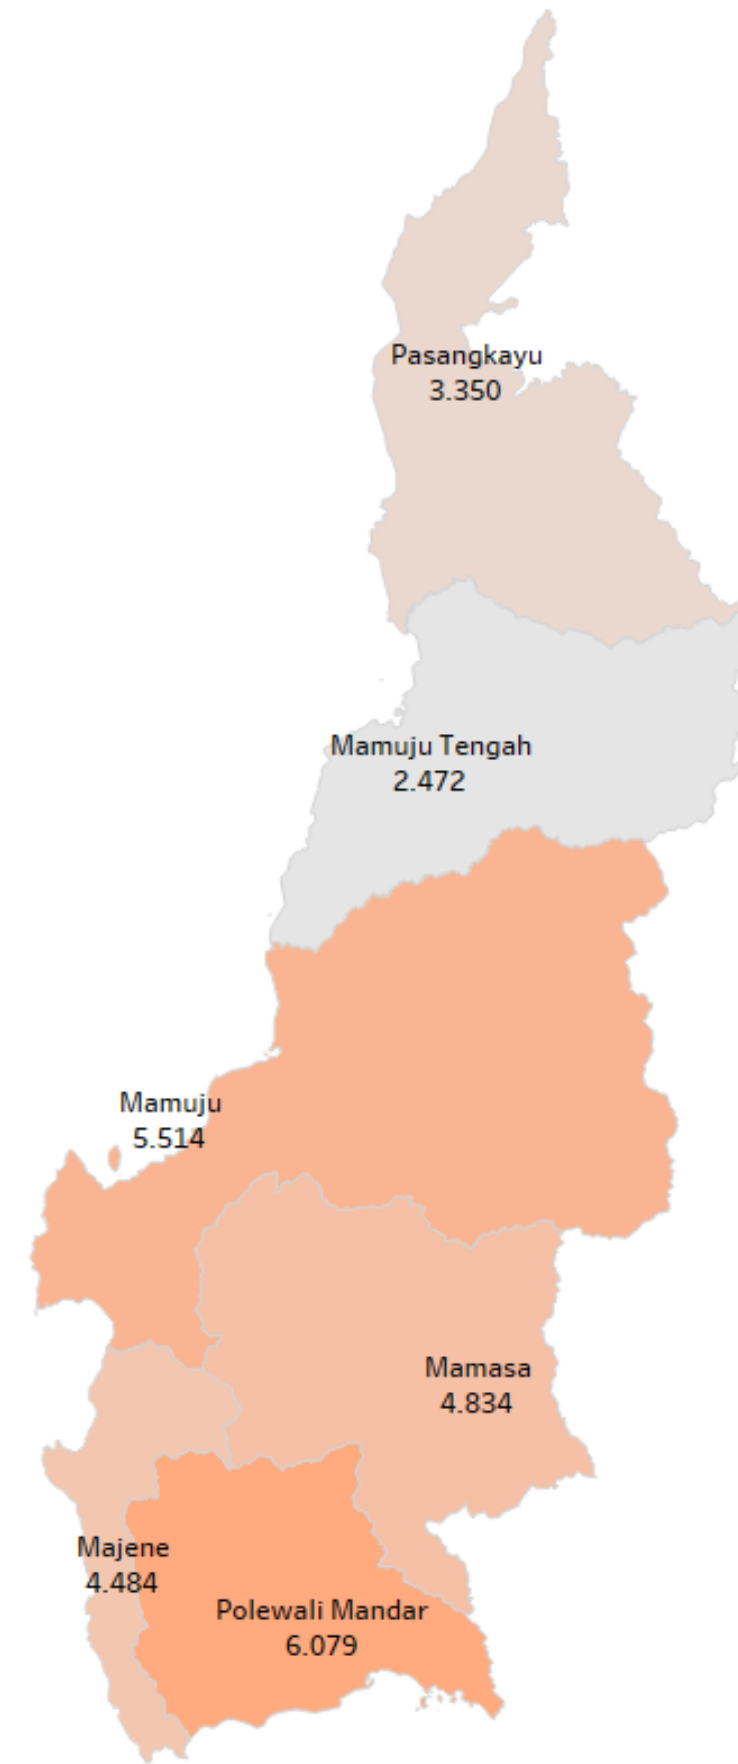 Pasangkayu
3.350
Mamuju Tengah
2.472
Mamuju
5.514
Mamasa
4.834
Majene
4.484
Polewali Mandar
6.079